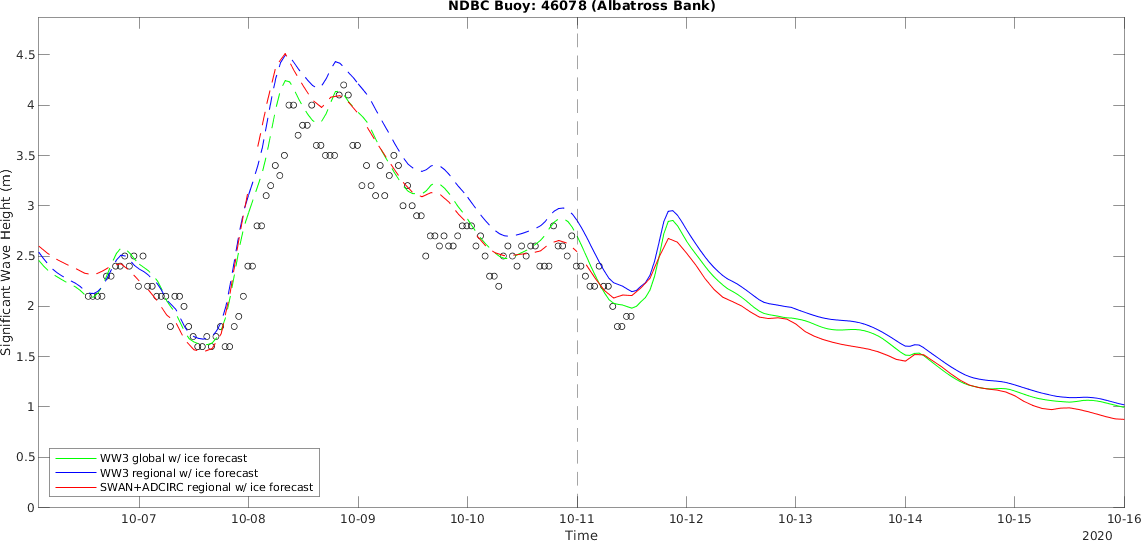 NDBC Buoy: 46078 (Albatross Bank)
Significant Wave Height (m)
4.5
4
3.5
3
2.5
2
1.5
1
0.5
0
WW3 global w/ ice forecast
WW3 regional w/ ice forecast
SWAN+ADCIRC regional w/ ice forecast
10-07 10-08 10-09 10-10 10-11 10-12 10-13 10-14 10-15 10-16
Time
2020